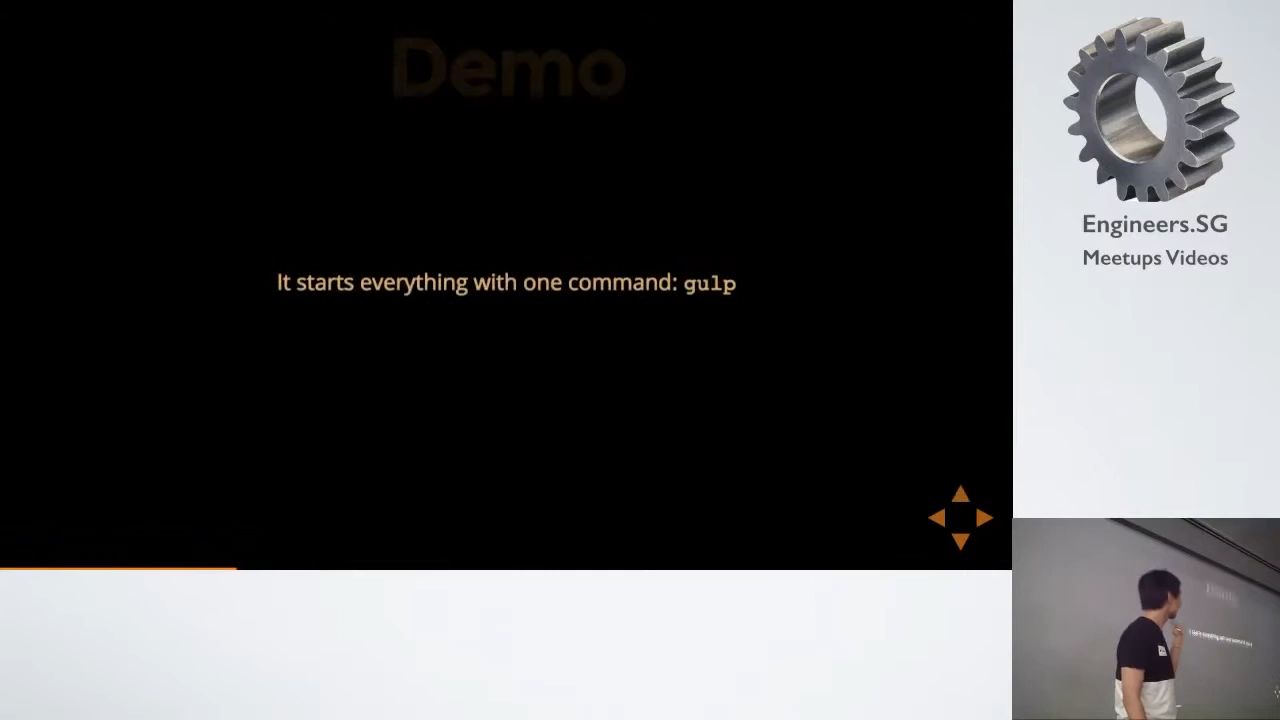 Demo
It starts everything with one command: gulp
Engineers.SG
Meetups Videos